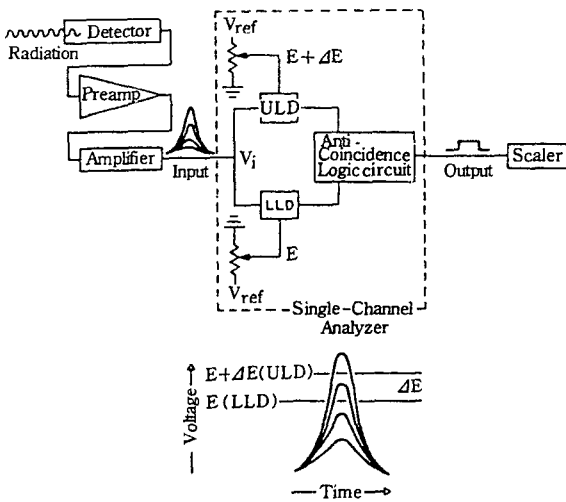 Detector
Radiation
Preamp
Amplifier
Input
Vref
E + ΔE
ULD
Vi
LLD
E
Vref
Anti-
Coincidence
Logic circuit
Output
Scaler
Single-Channel
Analyzer
Voltage
E+ΔE(ULD)
E(LLD)
ΔE
Time